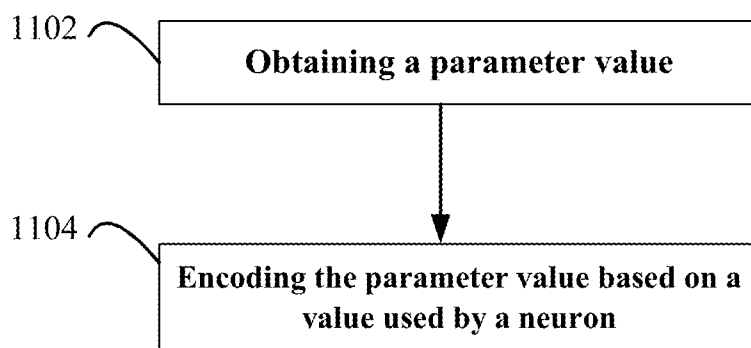 1102
Obtaining a parameter value
1104
Encoding the parameter value based on a
value used by a neuron